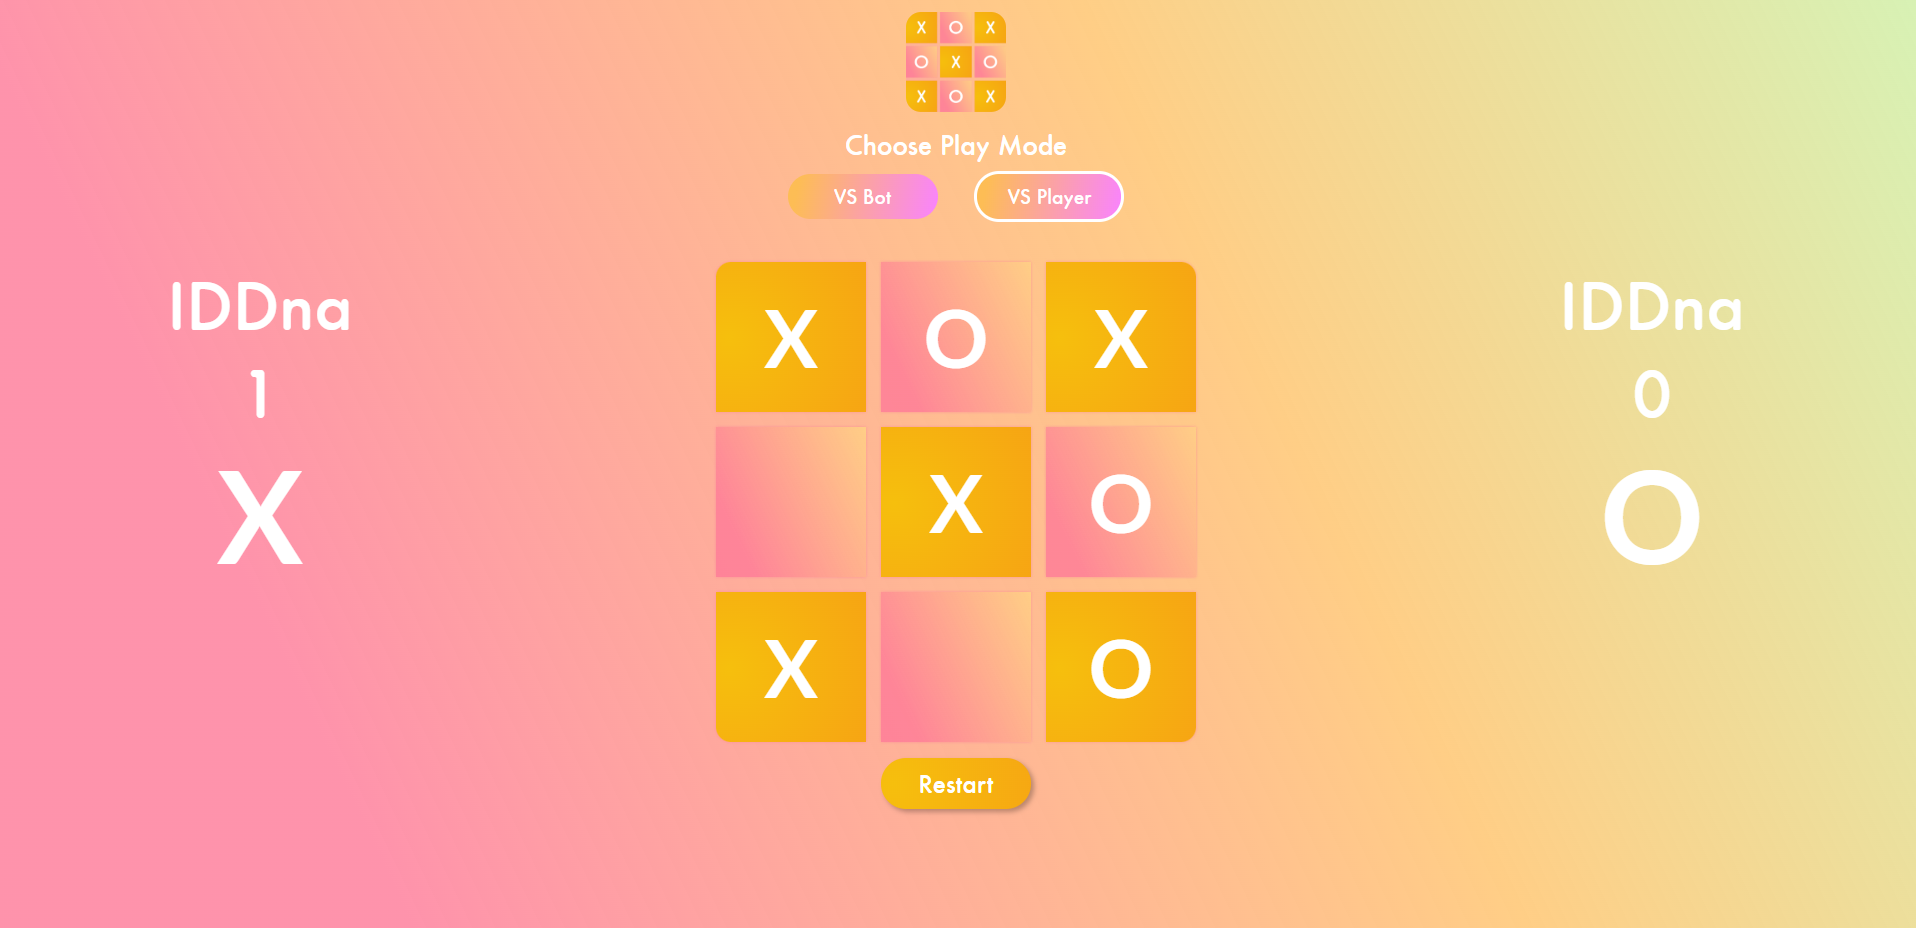 X O X
O X O
X O X
Choose Play Mode
VS Bot
VS Player
IDDna
1
X
X O X
X O
X O
Restart
IDDna
0
O